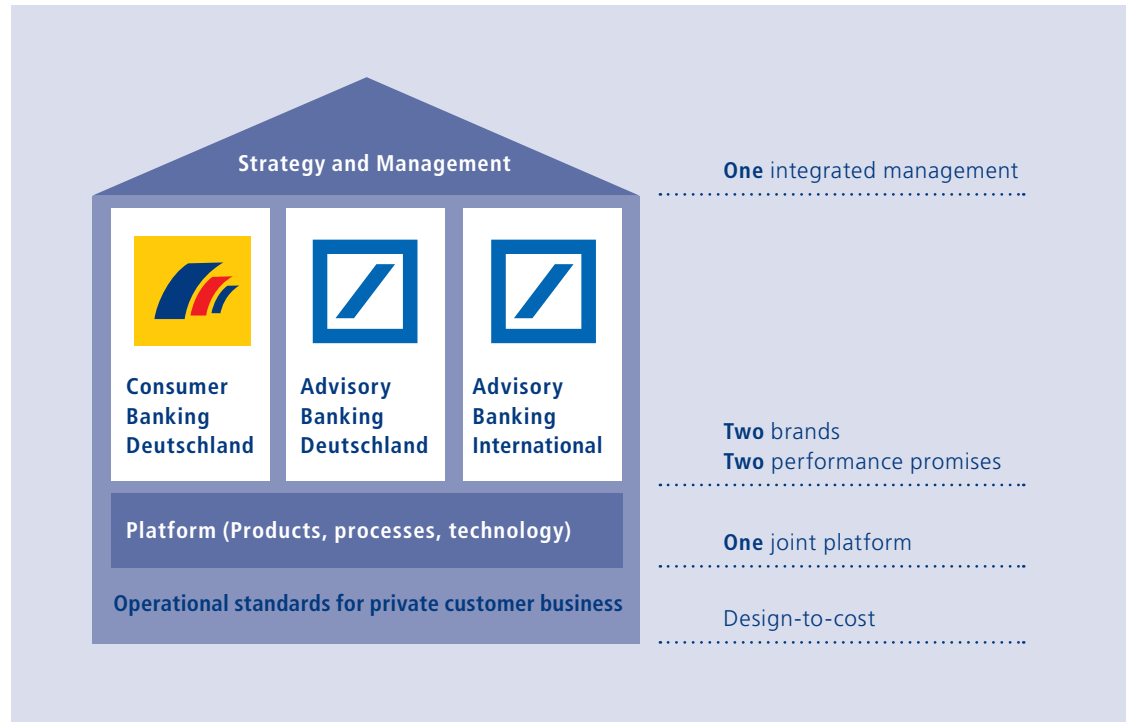 Strategy and Management
One integrated management
Consumer
Banking
Deutschland
Advisory
Banking
Deutschland
Advisory
Banking
International
Two brands
Two performance promises
Platform (Products, processes, technology)
One joint platform
Operational standards for private customer business
Design-to-cost